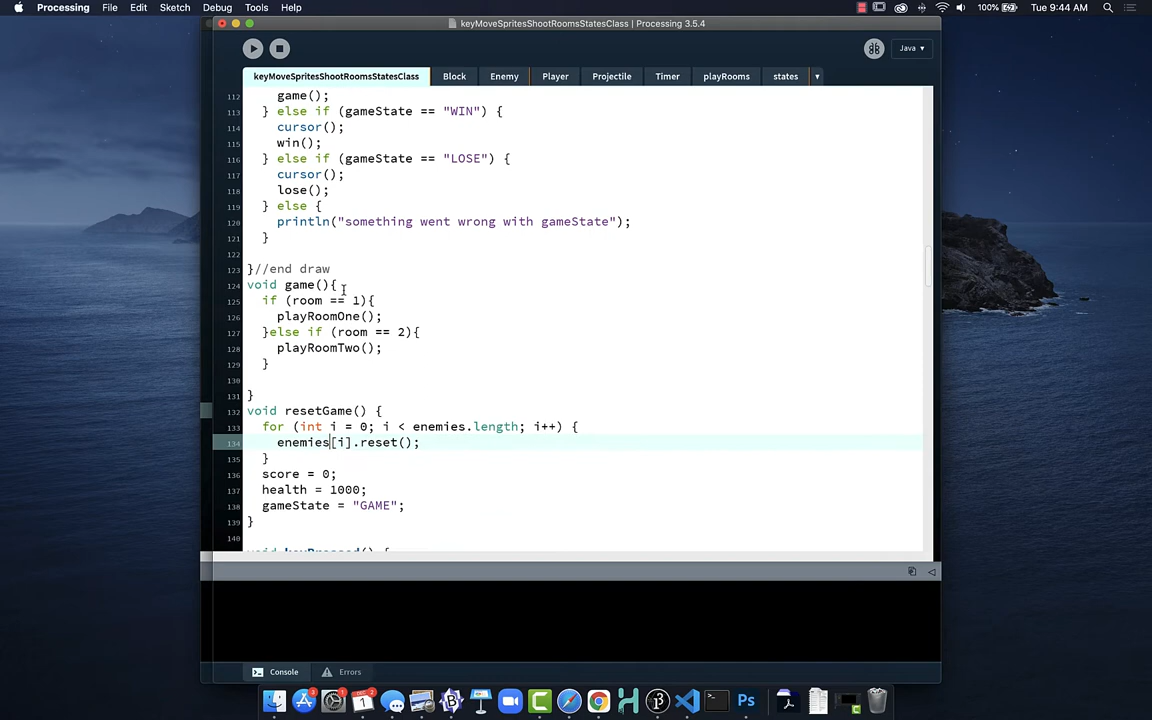 Processing File Edit Sketch Debug Tools Help 100% Tue 9:44 AM
keyMoveSpritesShootRoomsStatesClass | Processing 3.5.4
Java ▾
keyMoveSpritesShootRoomsStatesClass Block Enemy Player Projectile Timer playRooms states ▾
112 game();
113 } else if (gameState == "WIN") {
114 cursor();
115 win();
116 } else if (gameState == "LOSE") {
117 cursor();
118 lose();
119 } else {
120 println("something went wrong with gameState");
121 }
122
123 }//end draw
124 void game(){
125 if (room == 1){
126 playRoomOne();
127 }else if (room == 2){
128 playRoomTwo();
129 }
130
131 }
132 void resetGame() {
133 for (int i = 0; i < enemies.length; i++) {
134 enemies[i].reset();
135 }
136 score = 0;
137 health = 1000;
138 gameState = "GAME";
139 }
140
void keyPressed() {
Console Errors